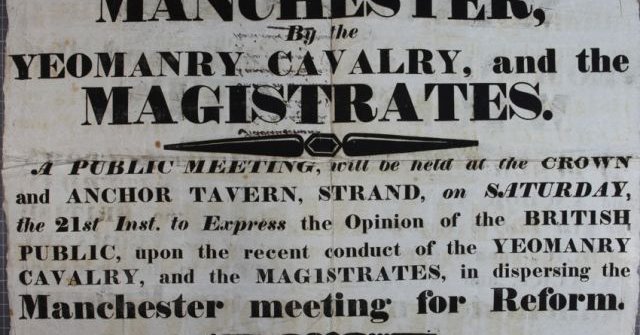 MANCHESTER,
By the
YEOMANRY CAVALRY, and the
MAGISTRATES.
A PUBLIC MEETING, will be held at the CROWN
and ANCHOR TAVERN, STRAND, on SATURDAY,
the 21st Inst. to Express the Opinion of the BRITISH
PUBLIC, upon the recent conduct of the YEOMANRY
CAVALRY, and the MAGISTRATES, in dispersing the
Manchester meeting for Reform.